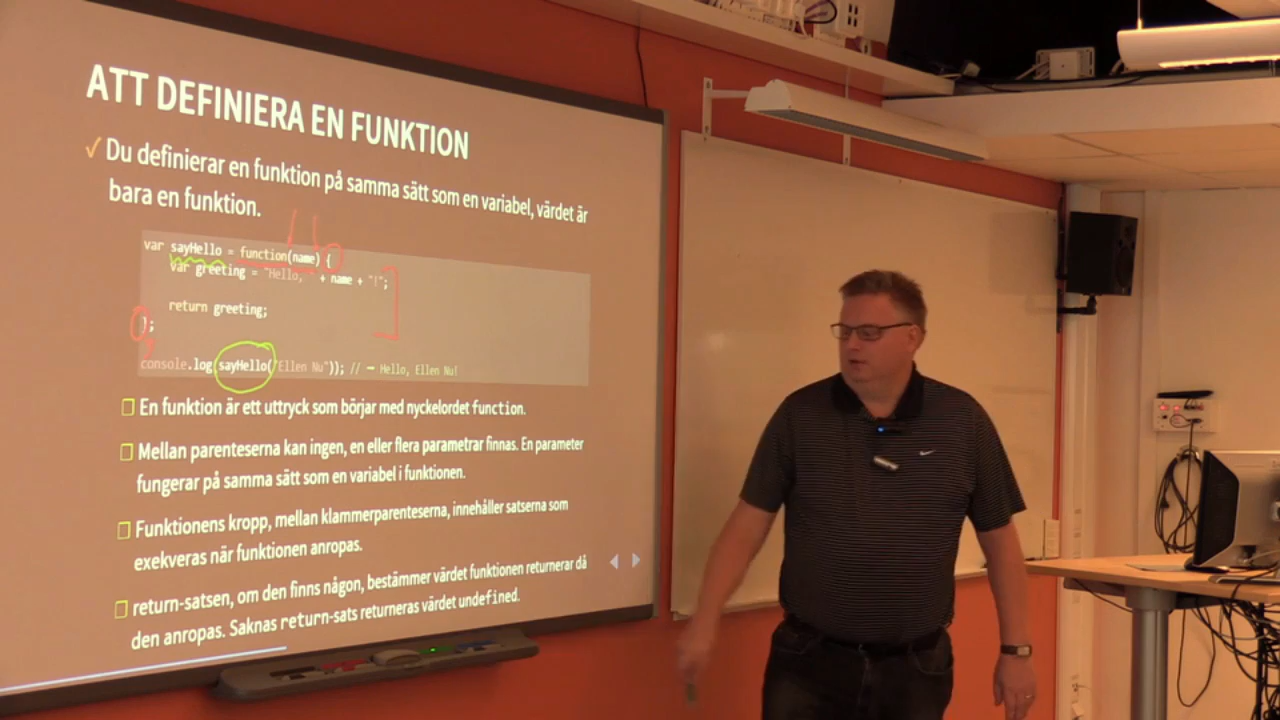 ATT DEFINIERA EN FUNKTION
Du definierar en funktion på samma sätt som en variabel, värdet är
bara en funktion.
var sayHello = function(name) {
var greeting = "Hello, " + name + "!";
return greeting;
};
console.log(sayHello("Ellen Nu")); // → Hello, Ellen Nu!
En funktion är ett uttryck som börjar med nyckelordet function.
Mellan parenteserna kan ingen, en eller flera parametrar finnas. En parameter
fungerar på samma sätt som en variabel i funktionen.
Funktionens kropp, mellan klammerparenteserna, innehåller satserna som
exekveras när funktionen anropas.
return-satsen, om den finns någon, bestämmer värdet funktionen returnerar då
den anropas. Saknas return-sats returneras värdet undefined.